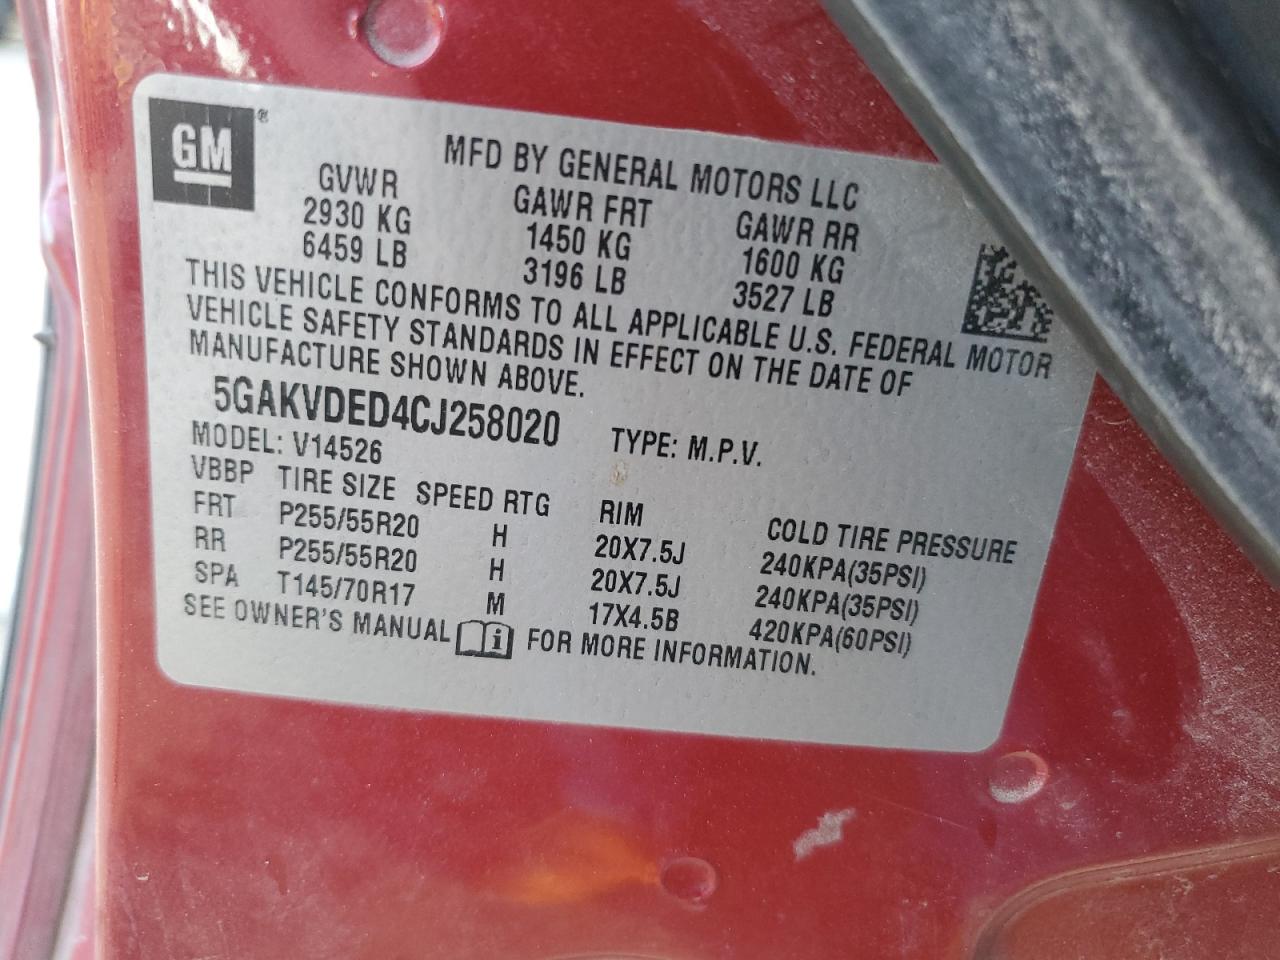 GM ®
MFD BY GENERAL MOTORS LLC
GVWR GAWR FRT GAWR RR
2930 KG 1450 KG 1600 KG
6459 LB 3196 LB 3527 LB
THIS VEHICLE CONFORMS TO ALL APPLICABLE U.S. FEDERAL MOTOR
VEHICLE SAFETY STANDARDS IN EFFECT ON THE DATE OF
MANUFACTURE SHOWN ABOVE.
5GAKVDED4CJ258020 TYPE: M.P.V.
MODEL: V14526
VBBP TIRE SIZE SPEED RTG RIM COLD TIRE PRESSURE
FRT P255/55R20 H 20X7.5J 240KPA(35PSI)
RR P255/55R20 H 20X7.5J 240KPA(35PSI)
SPA T145/70R17 M 17X4.5B 420KPA(60PSI)
SEE OWNER'S MANUAL i FOR MORE INFORMATION.